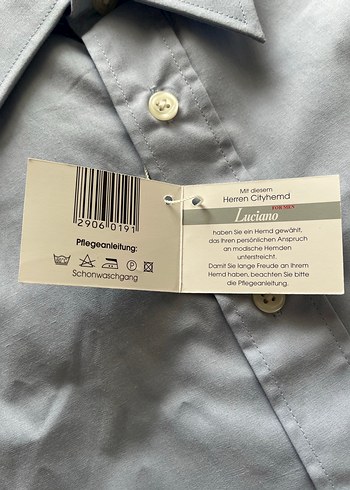 2906 0191
Pflegeanleitung:
P
Schonwaschgang
Mit diesem
Herren Cityhemd
FOR MEN
Luciano
haben Sie ein Hemd gewählt,
das Ihren persönlichen Anspruch
an modische Hemden
unterstreicht.
Damit Sie lange Freude an Ihrem
Hemd haben, beachten Sie bitte
die Pflegeanleitung.